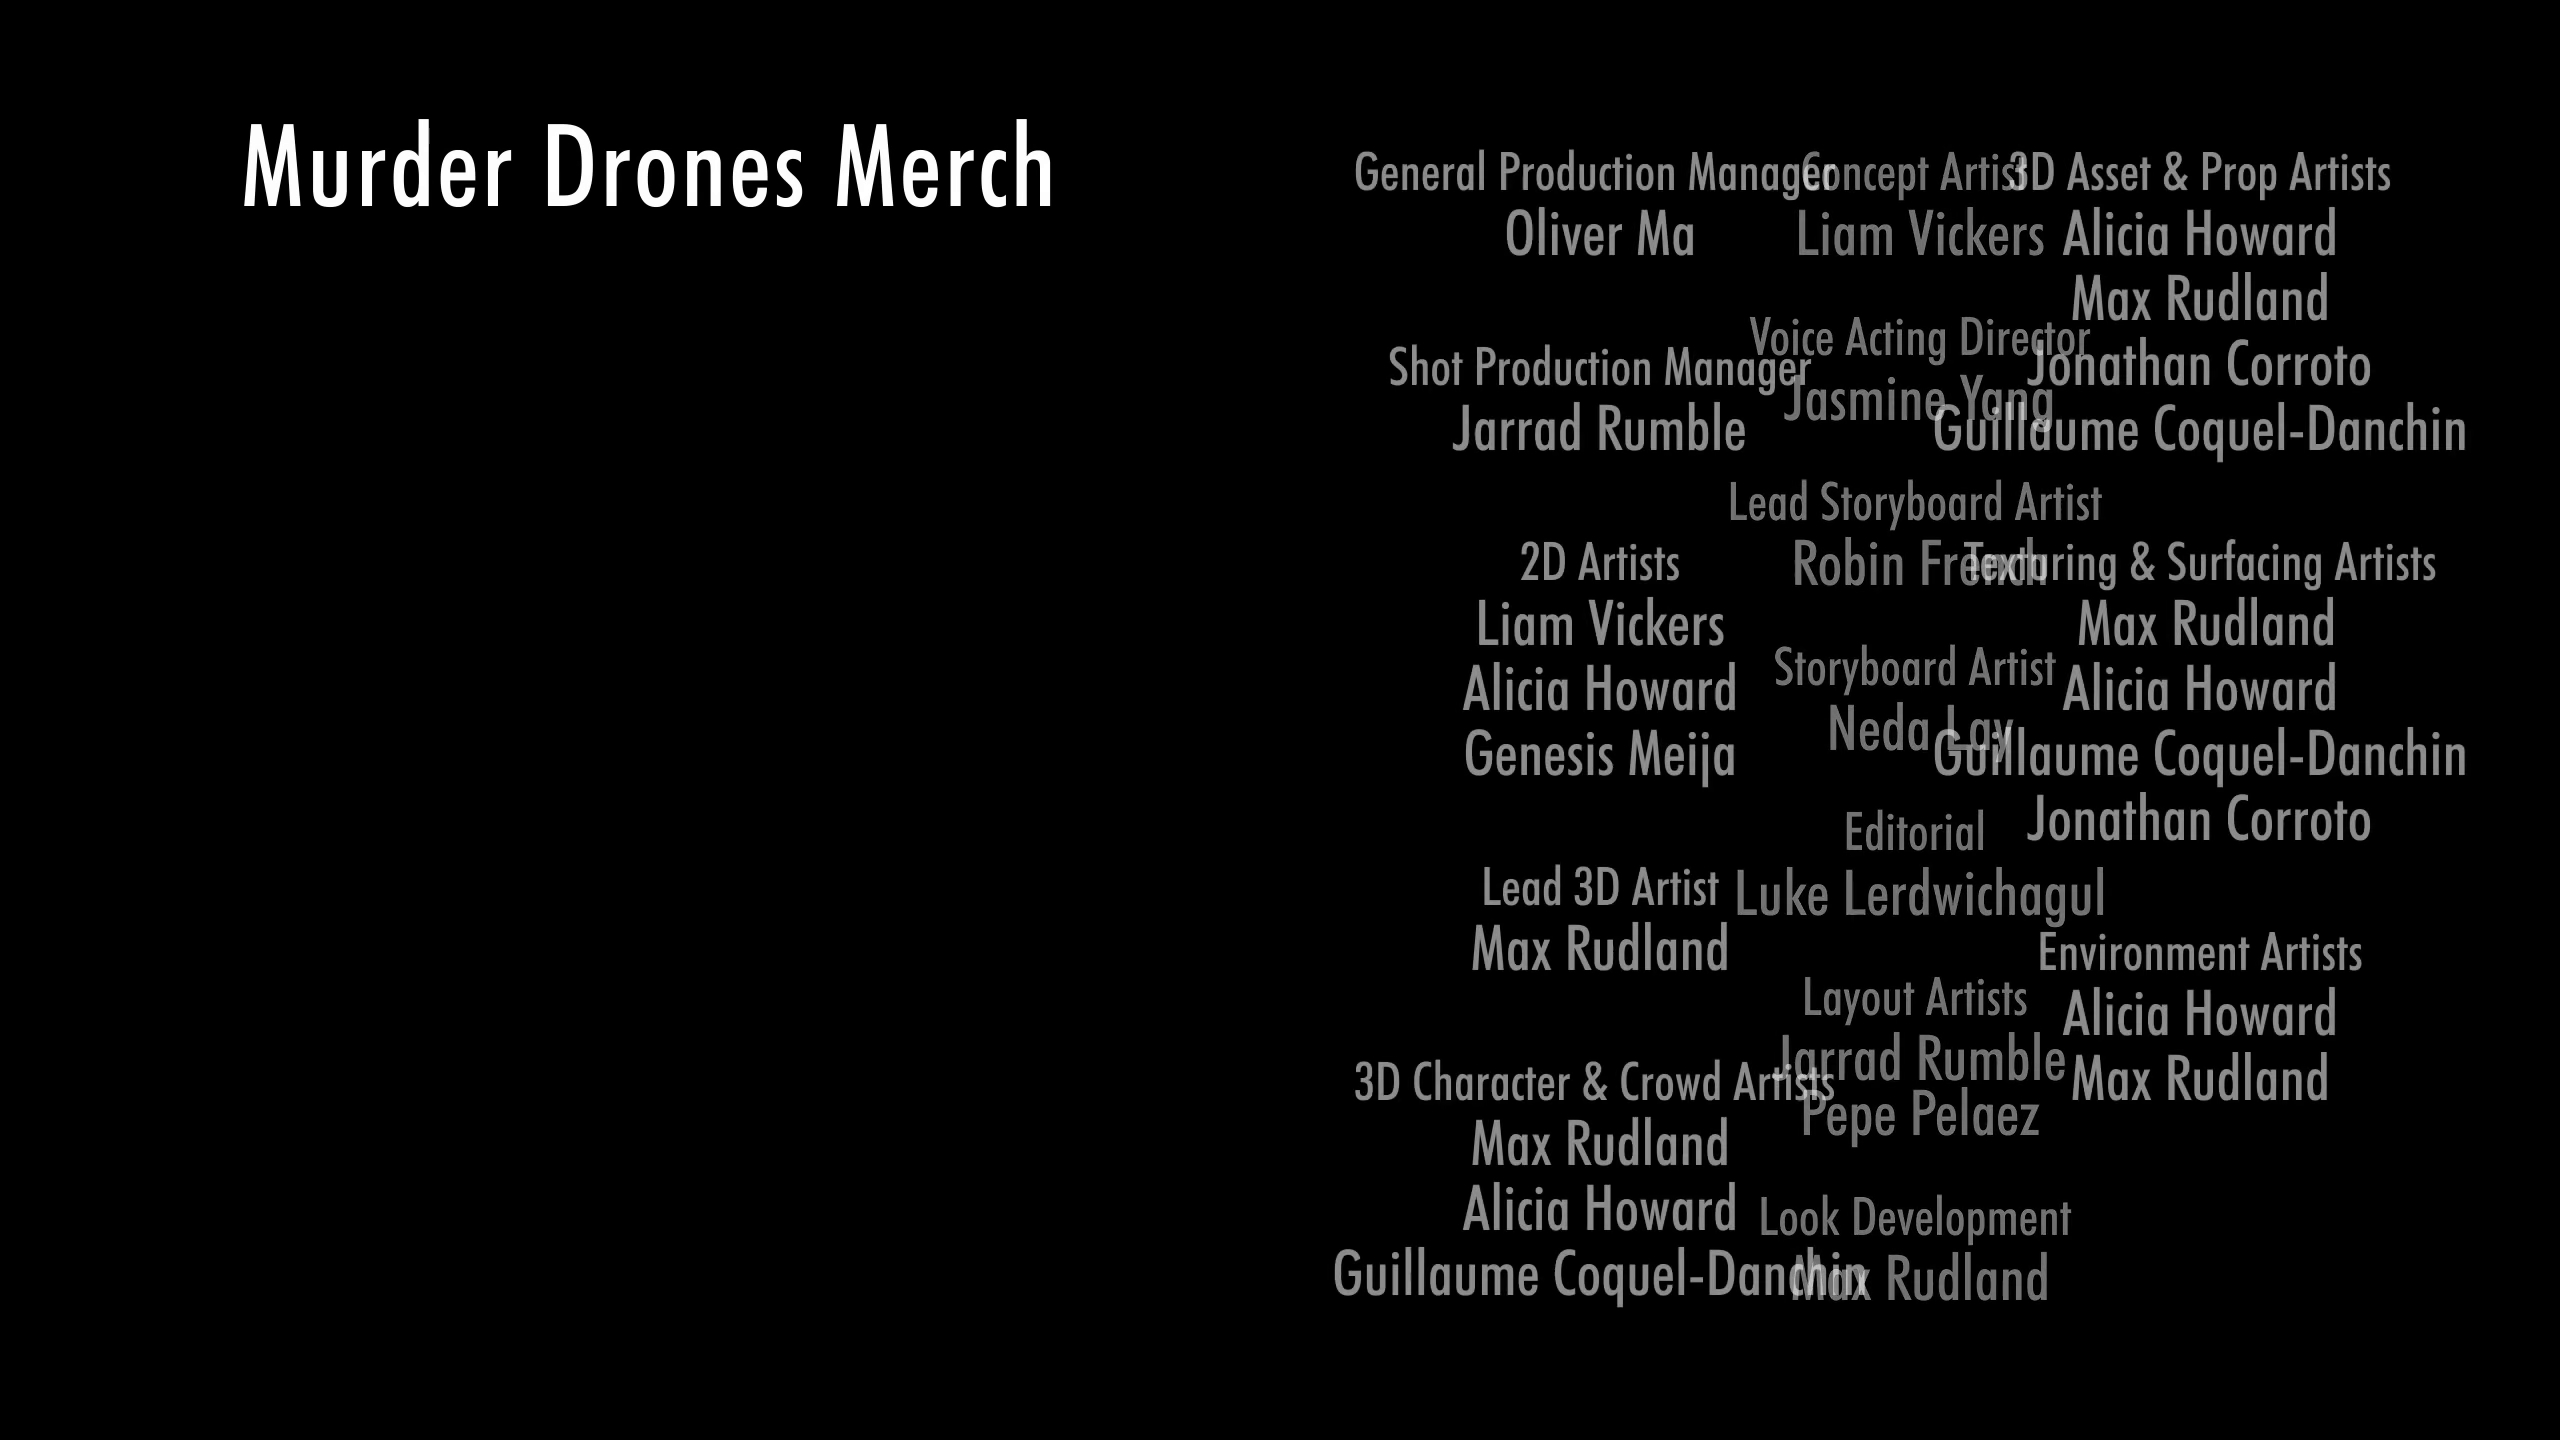 Murder Drones Merch
General Production Manager
Oliver Ma
Shot Production Manager
Jarrad Rumble
2D Artists
Liam Vickers
Alicia Howard
Genesis Meija
Lead 3D Artist
Max Rudland
3D Character & Crowd Artists
Max Rudland
Alicia Howard
Guillaume Coquel-Danchin
Concept Artist
Liam Vickers
Voice Acting Director
Jasmine Yang
Lead Storyboard Artist
Robin French
Storyboard Artist
Neda Lay
Editorial
Luke Lerdwichagul
Layout Artists
Jarrad Rumble
Pepe Pelaez
Look Development
Max Rudland
3D Asset & Prop Artists
Alicia Howard
Max Rudland
Jonathan Corroto
Guillaume Coquel-Danchin
Texturing & Surfacing Artists
Max Rudland
Alicia Howard
Guillaume Coquel-Danchin
Jonathan Corroto
Environment Artists
Alicia Howard
Max Rudland